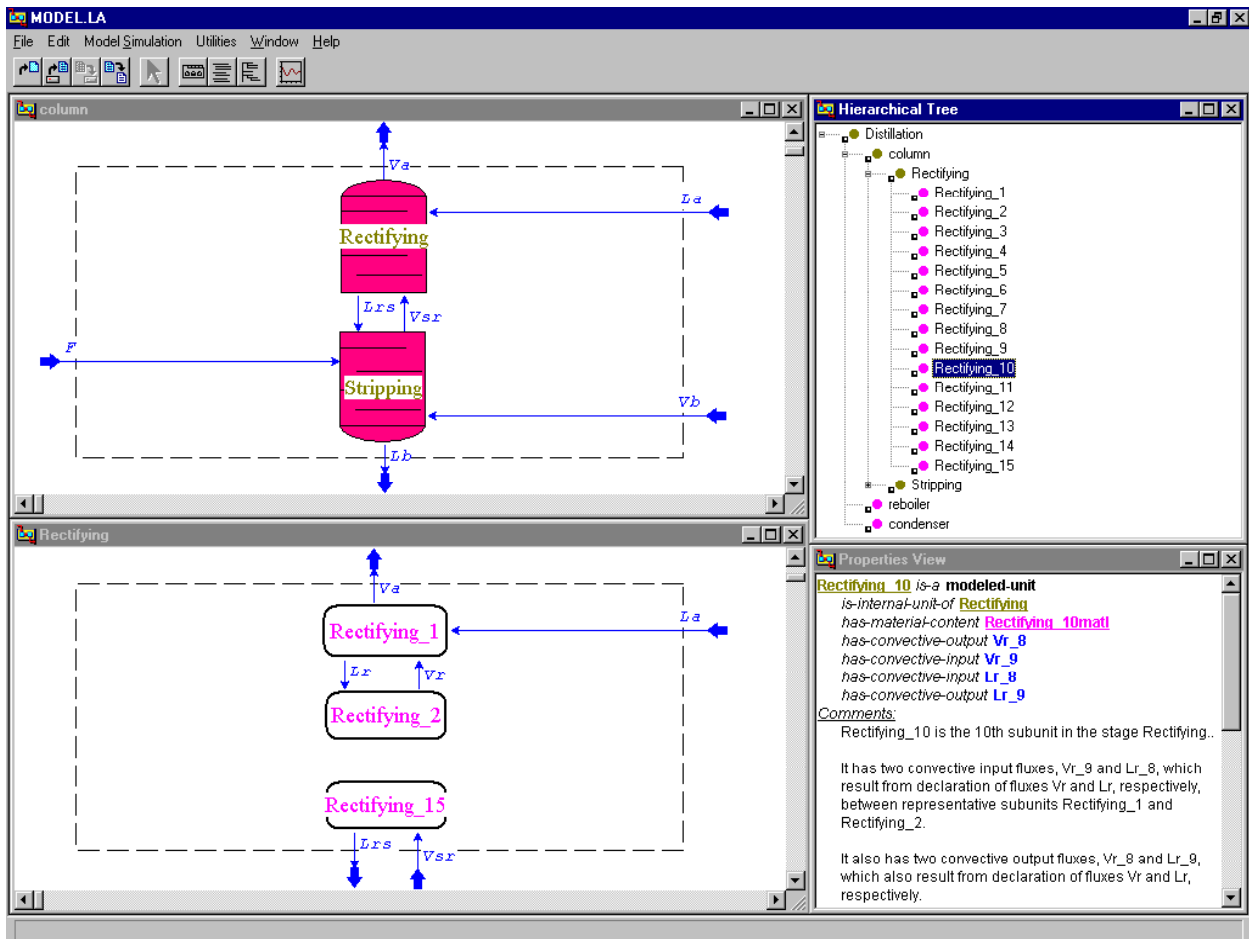 MODEL.LA
File Edit Model Simulation Utilities Window Help
column
Va
La
Rectifying
Lrs
Vsr
F
Stripping
Vb
Lb
Rectifying
Va
La
Rectifying_1
Lr
Vr
Rectifying_2
Rectifying_15
Lrs
Vsr
Hierarchical Tree
Distillation
column
Rectifying
Rectifying_1
Rectifying_2
Rectifying_3
Rectifying_4
Rectifying_5
Rectifying_6
Rectifying_7
Rectifying_8
Rectifying_9
Rectifying_10
Rectifying_11
Rectifying_12
Rectifying_13
Rectifying_14
Rectifying_15
Stripping
reboiler
condenser
Properties View
Rectifying_10 is-a modeled-unit
is-internal-unit-of Rectifying
has-material-content Rectifying_10matl
has-convective-output Vr_8
has-convective-input Vr_9
has-convective-input Lr_8
has-convective-output Lr_9
Comments:
Rectifying_10 is the 10th subunit in the stage Rectifying..
It has two convective input fluxes, Vr_9 and Lr_8, which
result from declaration of fluxes Vr and Lr, respectively,
between representative subunits Rectifying_1 and
Rectifying_2.
It also has two convective output fluxes, Vr_8 and Lr_9,
which also result from declaration of fluxes Vr and Lr,
respectively.